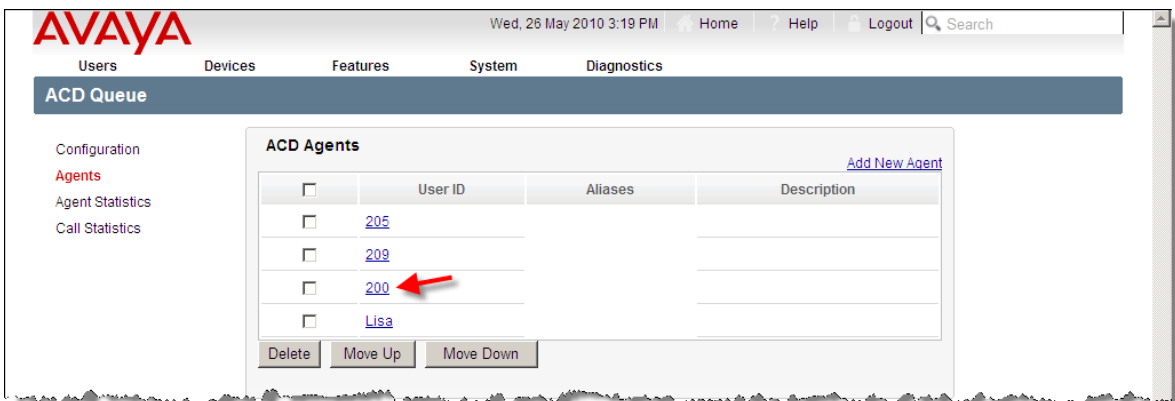 AVAYA
Wed, 26 May 2010 3:19 PM Home Help Logout Search
Users Devices Features System Diagnostics
ACD Queue
Configuration
Agents
Agent Statistics
Call Statistics
ACD Agents
Add New Agent
User ID Aliases Description
205
209
200
Lisa
Delete Move Up Move Down